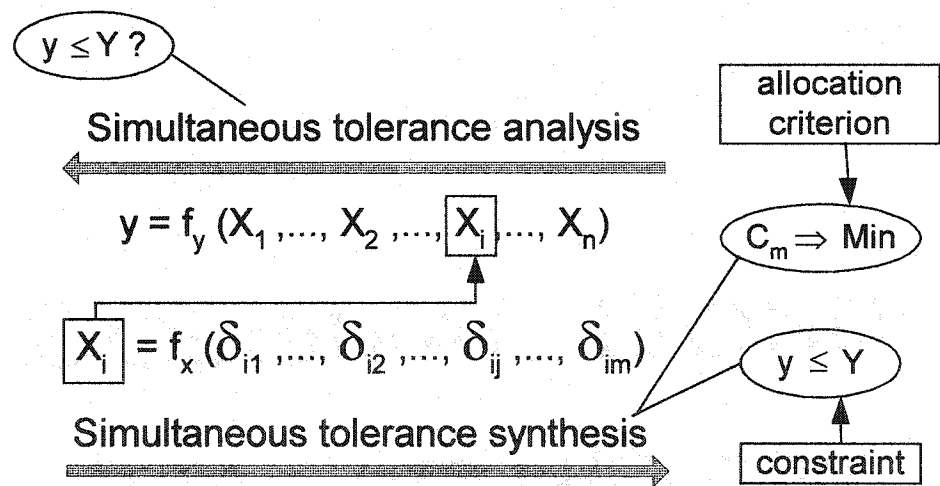 y ≤ Y ?
Simultaneous tolerance analysis
allocation
criterion
y = f_y (X_1 ,..., X_2 ,..., X_i ,..., X_n)
C_m ⇒ Min
X_i = f_x (δ_i1 ,..., δ_i2 ,..., δ_ij ,..., δ_im)
y ≤ Y
Simultaneous tolerance synthesis
constraint